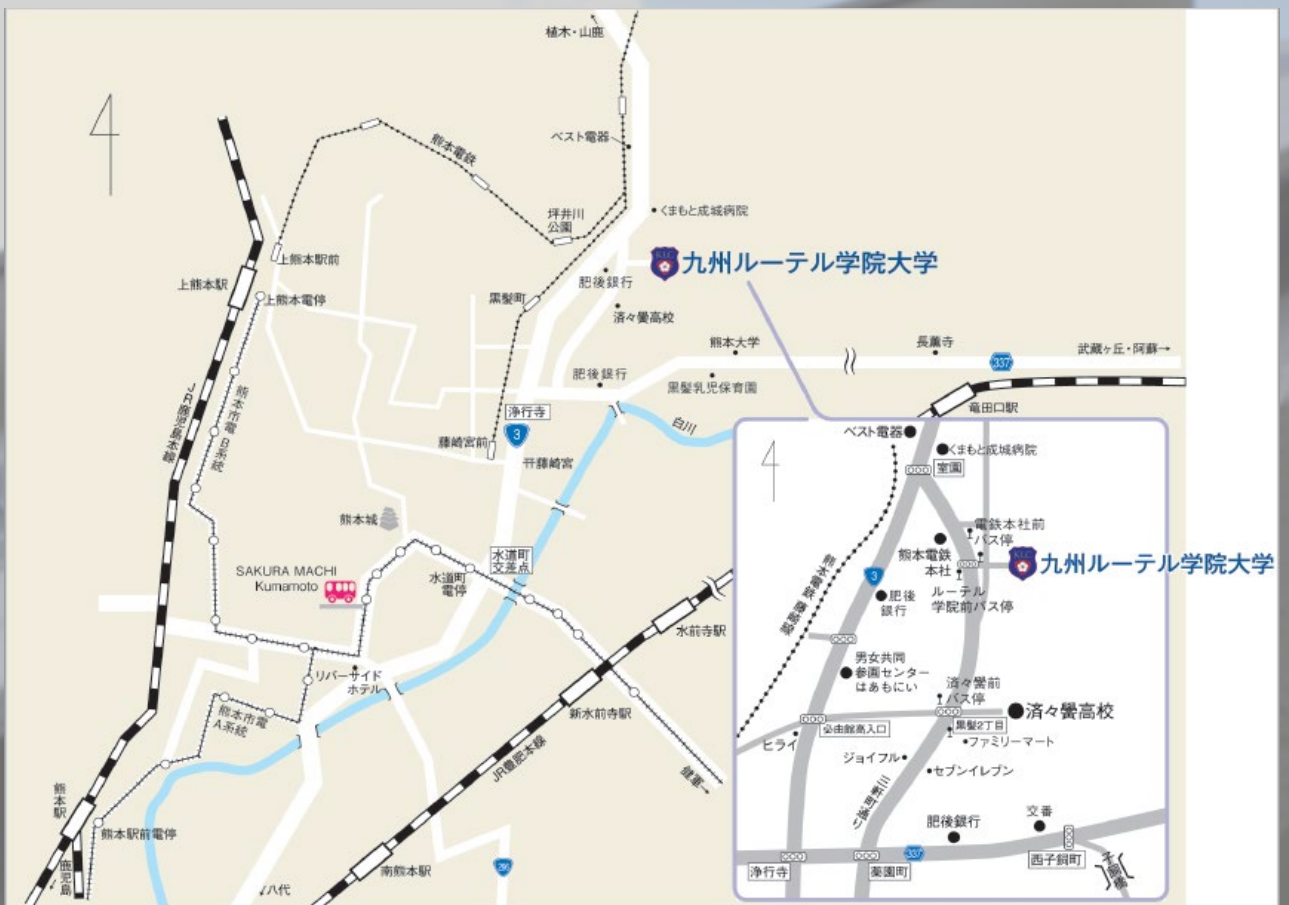 植木・山鹿
ベスト電器
熊本電鉄
坪井川
公園
くまもと成城病院
上熊本駅前
KLC
九州ルーテル学院大学
上熊本駅
上熊本電停
肥後銀行
黒髪町
済々黌高校
熊本大学
長薫寺
武蔵ヶ丘・阿蘇→
337
肥後銀行
黒髪乳児保育園
JR鹿児島本線
熊本市電 B系統
浄行寺
3
竜田口駅
白川
藤崎宮前
藤崎宮
熊本城
水道町
交差点
SAKURA MACHI
Kumamoto
水道町
電停
水前寺駅
リバーサイド
ホテル
熊本市電
A系統
新水前寺駅
JR豊肥本線
健軍→
熊本駅
熊本駅前電停
鹿児島
南熊本駅
八代
ベスト電器
くまもと成城病院
室園
電鉄本社前
バス停
熊本電鉄
本社
KLC
九州ルーテル学院大学
3
ルーテル
学院前バス停
肥後
銀行
男女共同
参画センター
はあもにい
済々黌前
バス停
済々黌高校
必由館高入口
黒髪2丁目
ヒライ
ファミリーマート
ジョイフル
セブンイレブン
三軒町通り
肥後銀行
交番
337
浄行寺
薬園町
西子飼町
子飼橋